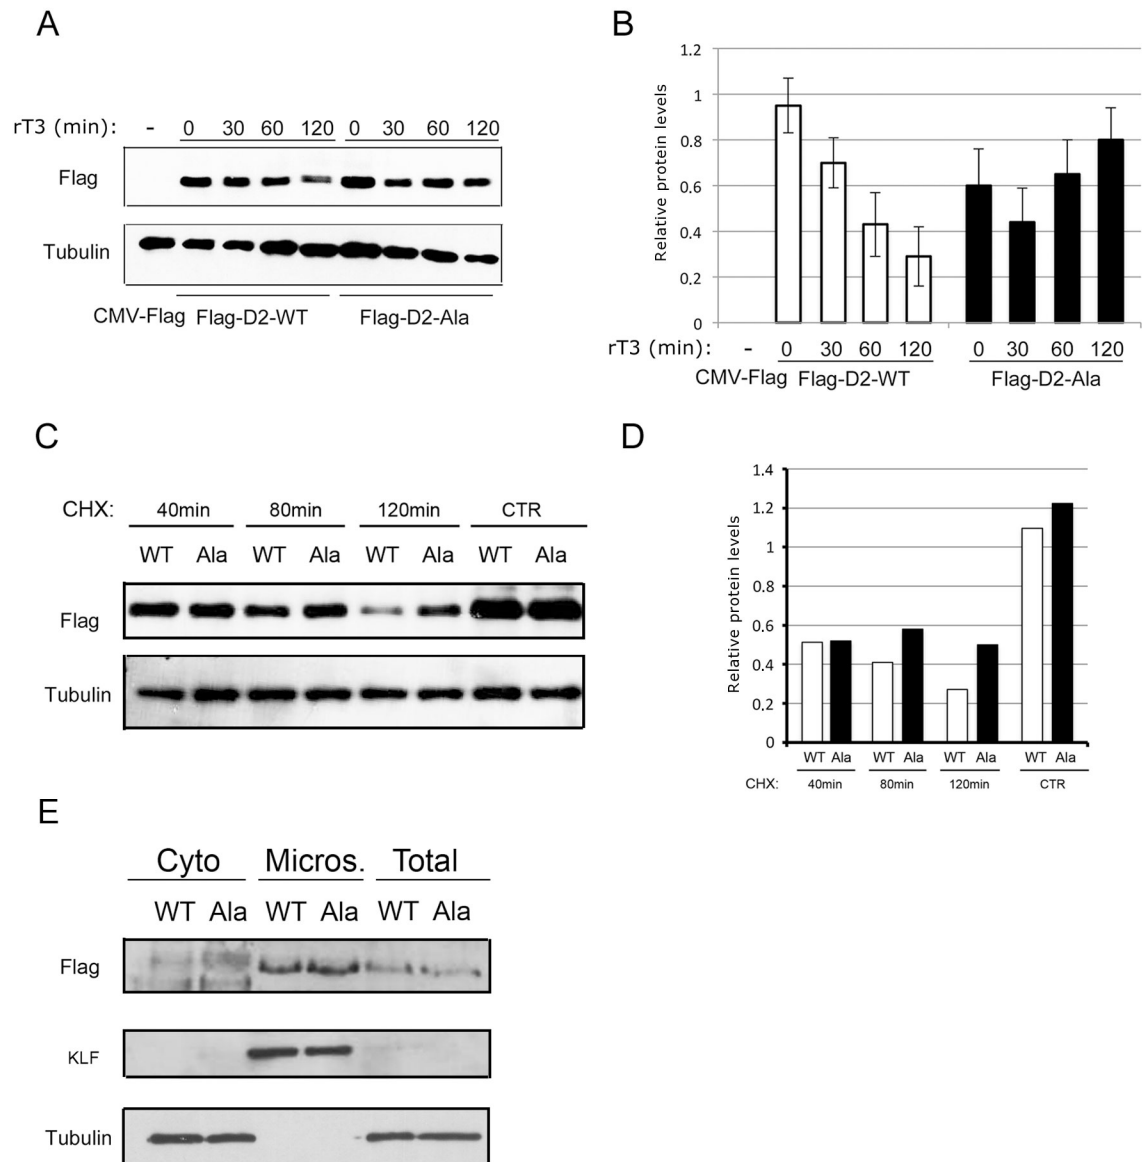 A
rT3 (min): - 0 30 60 120 0 30 60 120
Flag
Tubulin
CMV-Flag Flag-D2-WT Flag-D2-Ala
B
Relative protein levels
1.2
1
0.8
0.6
0.4
0.2
0
rT3 (min): - 0 30 60 120 0 30 60 120
CMV-Flag Flag-D2-WT Flag-D2-Ala
C
CHX: 40min 80min 120min CTR
WT Ala WT Ala WT Ala WT Ala
Flag
Tubulin
D
Relative protein levels
1.4
1.2
1
0.8
0.6
0.4
0.2
0
WT Ala WT Ala WT Ala WT Ala
CHX: 40min 80min 120min CTR
E
Cyto Micros. Total
WT Ala WT Ala WT Ala
Flag
KLF
Tubulin